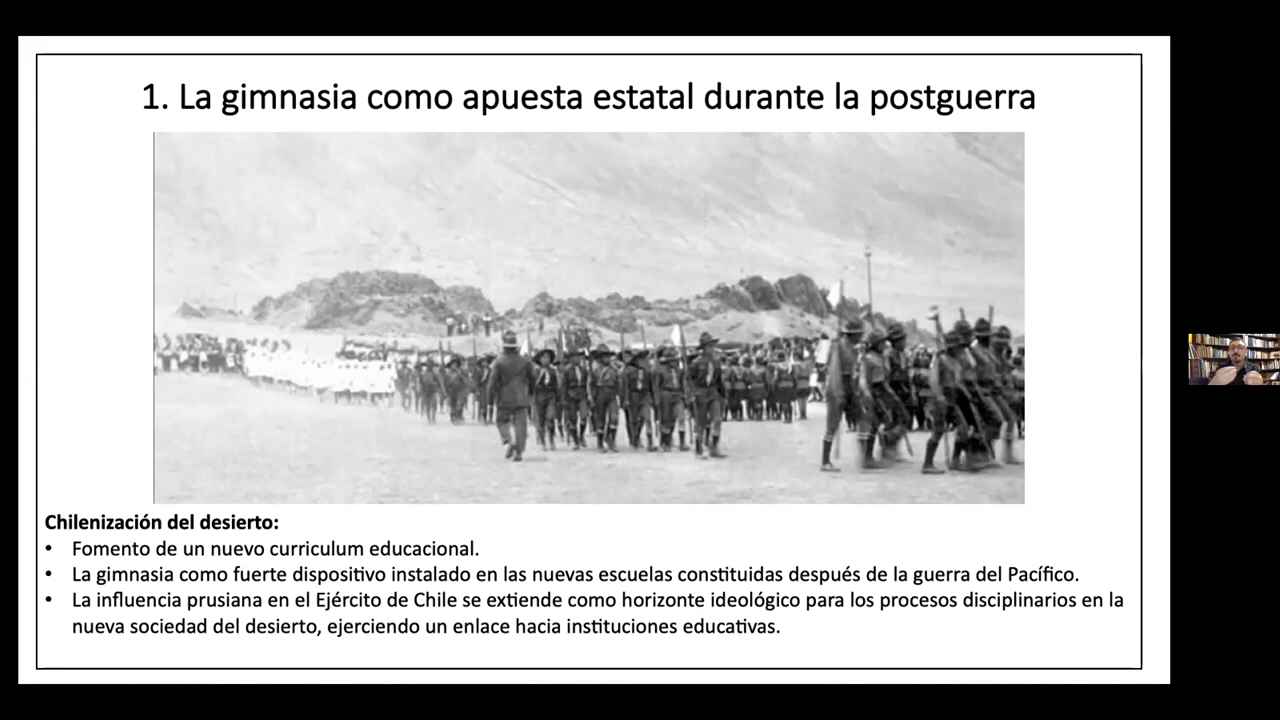 1. La gimnasia como apuesta estatal durante la postguerra
Chilenización del desierto:
• Fomento de un nuevo curriculum educacional.
• La gimnasia como fuerte dispositivo instalado en las nuevas escuelas constituidas después de la guerra del Pacífico.
• La influencia prusiana en el Ejército de Chile se extiende como horizonte ideológico para los procesos disciplinarios en la
nueva sociedad del desierto, ejerciendo un enlace hacia instituciones educativas.